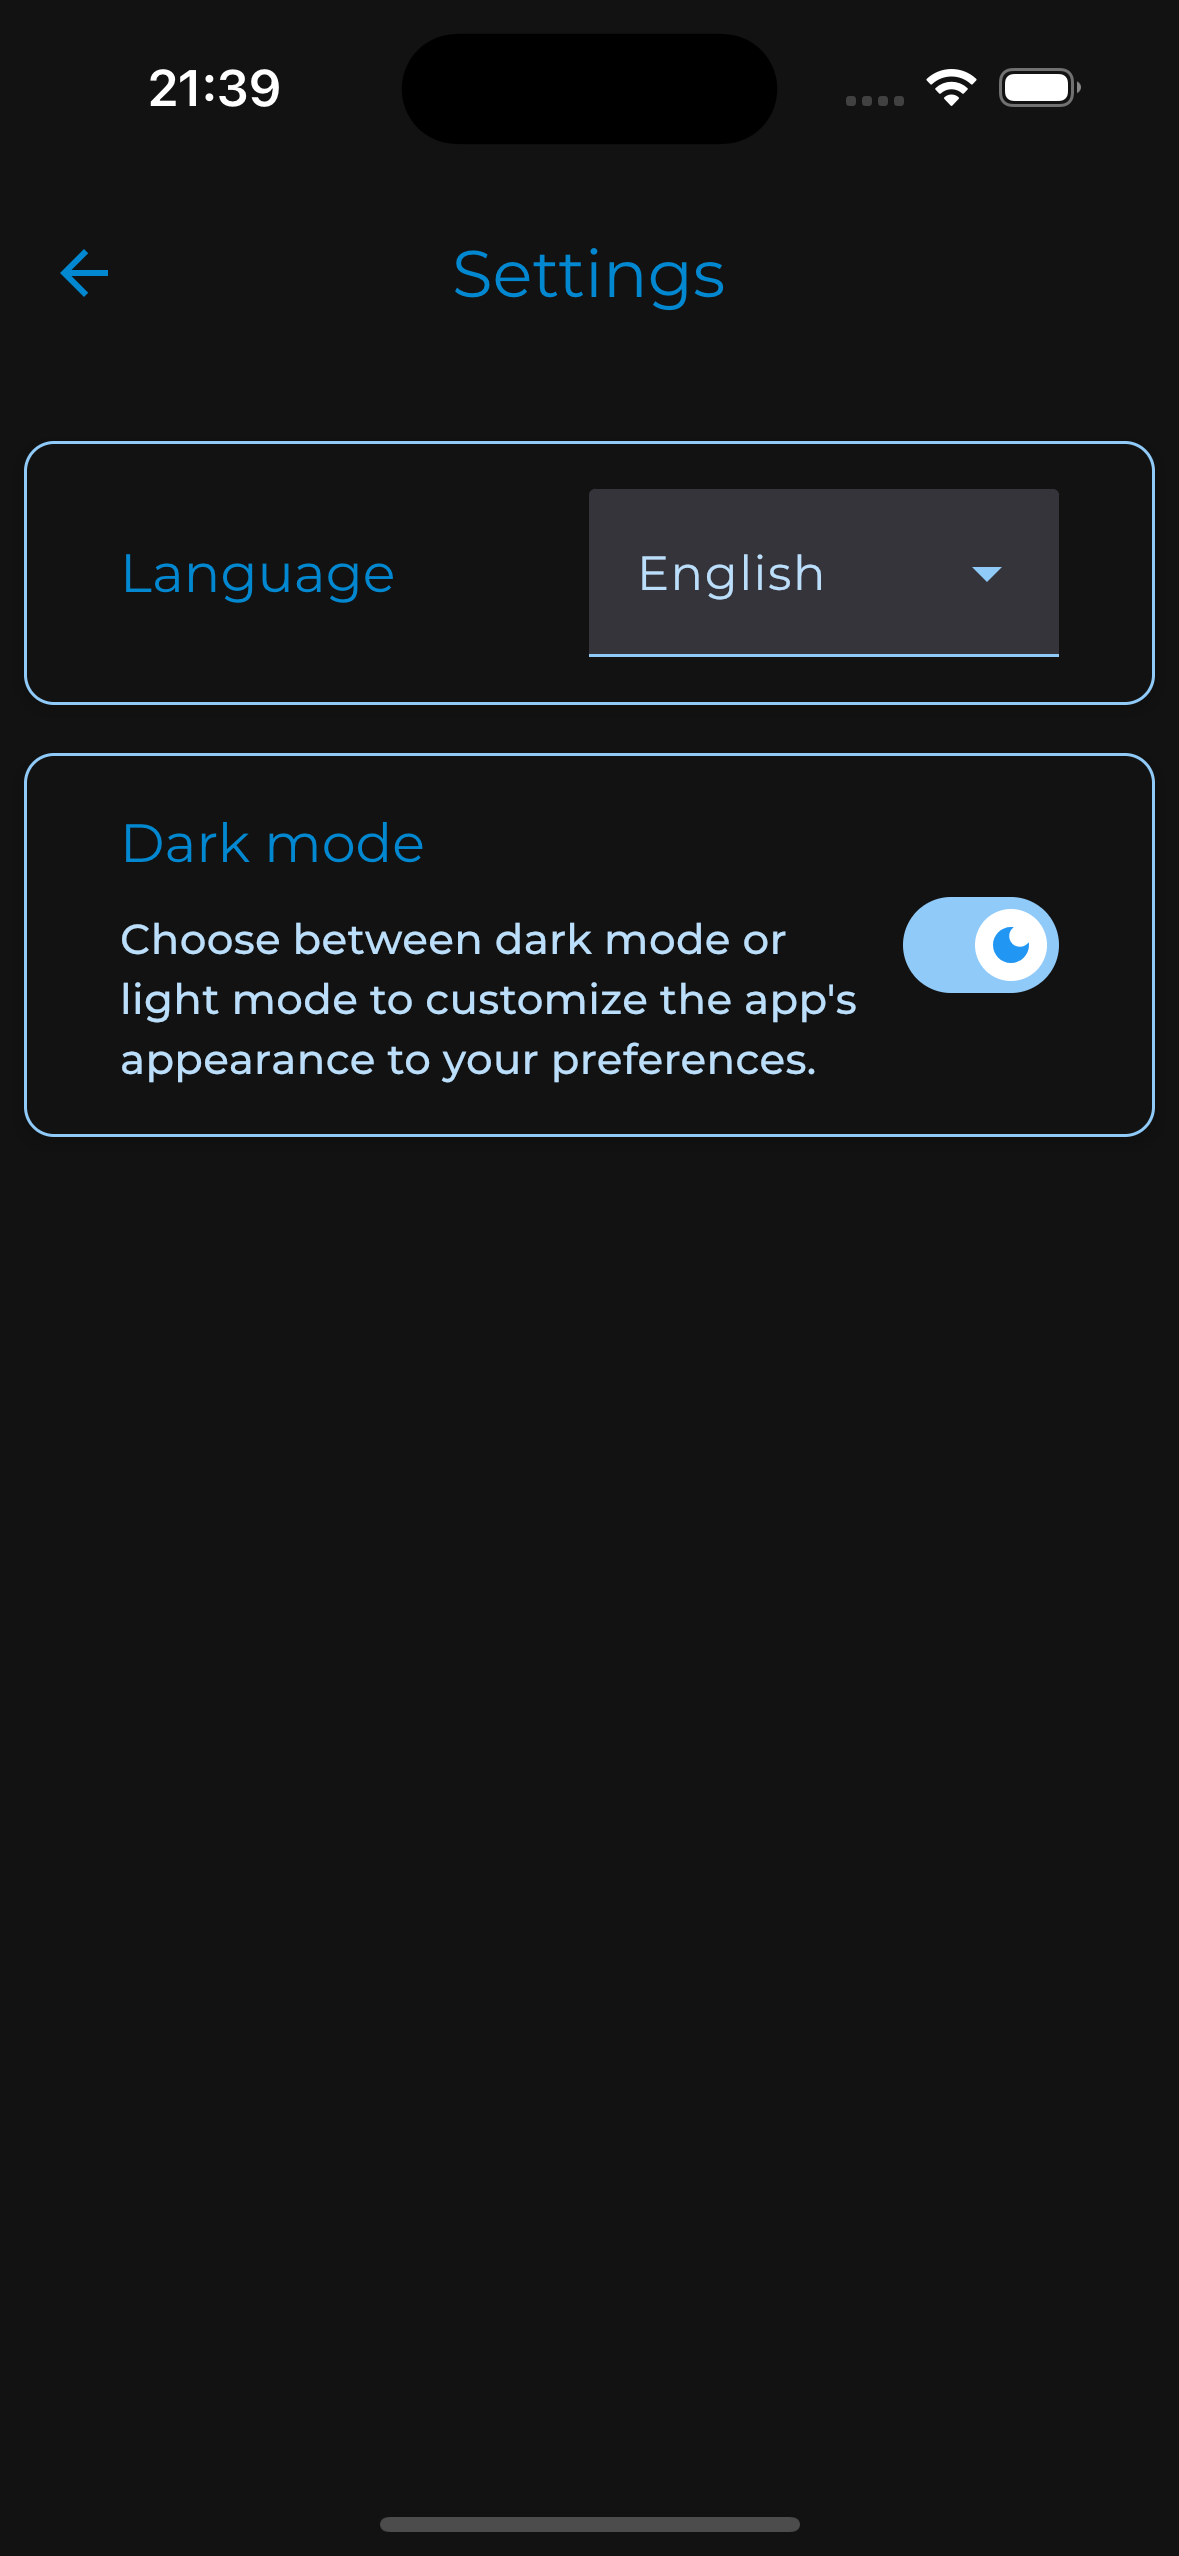 21:39
Settings
Language
English
Dark mode
Choose between dark mode or
light mode to customize the app's
appearance to your preferences.